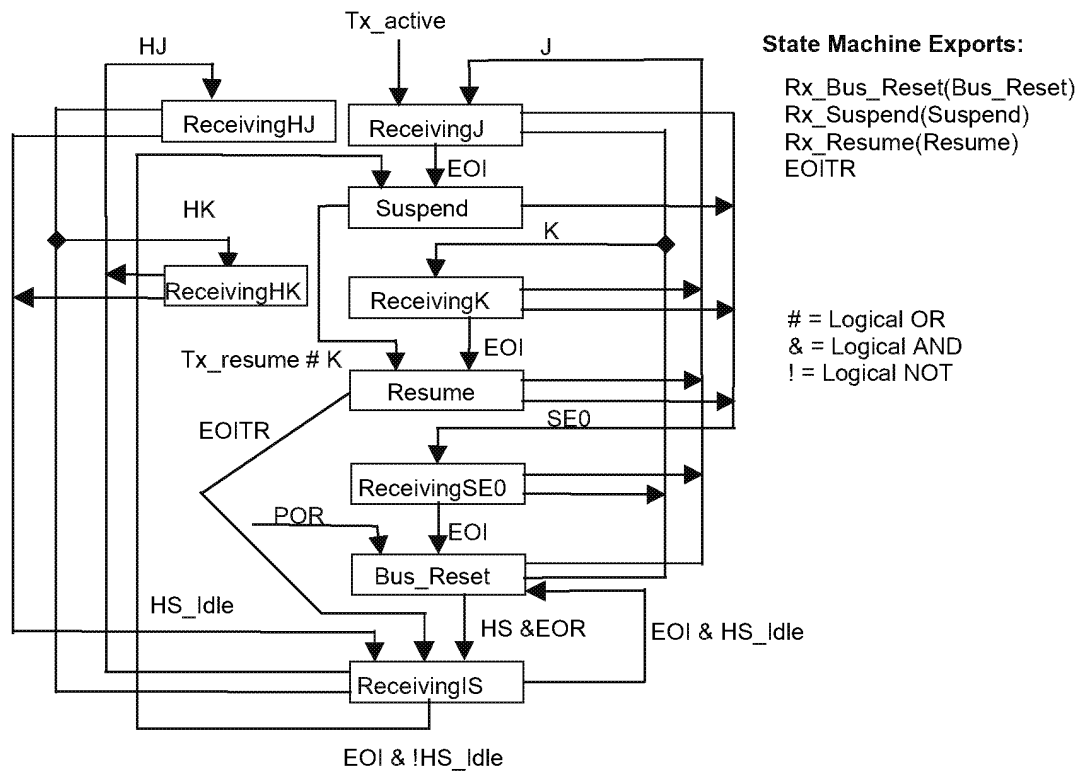 Tx_active
HJ
J
State Machine Exports:
Rx_Bus_Reset(Bus_Reset)
Rx_Suspend(Suspend)
Rx_Resume(Resume)
EOITR
ReceivingHJ
ReceivingJ
EOI
Suspend
HK
K
ReceivingHK
ReceivingK
# = Logical OR
& = Logical AND
! = Logical NOT
EOI
Tx_resume # K
Resume
SE0
EOITR
ReceivingSE0
POR
EOI
Bus_Reset
HS_Idle
HS &EOR
EOI & HS_Idle
ReceivingIS
EOI & !HS_Idle